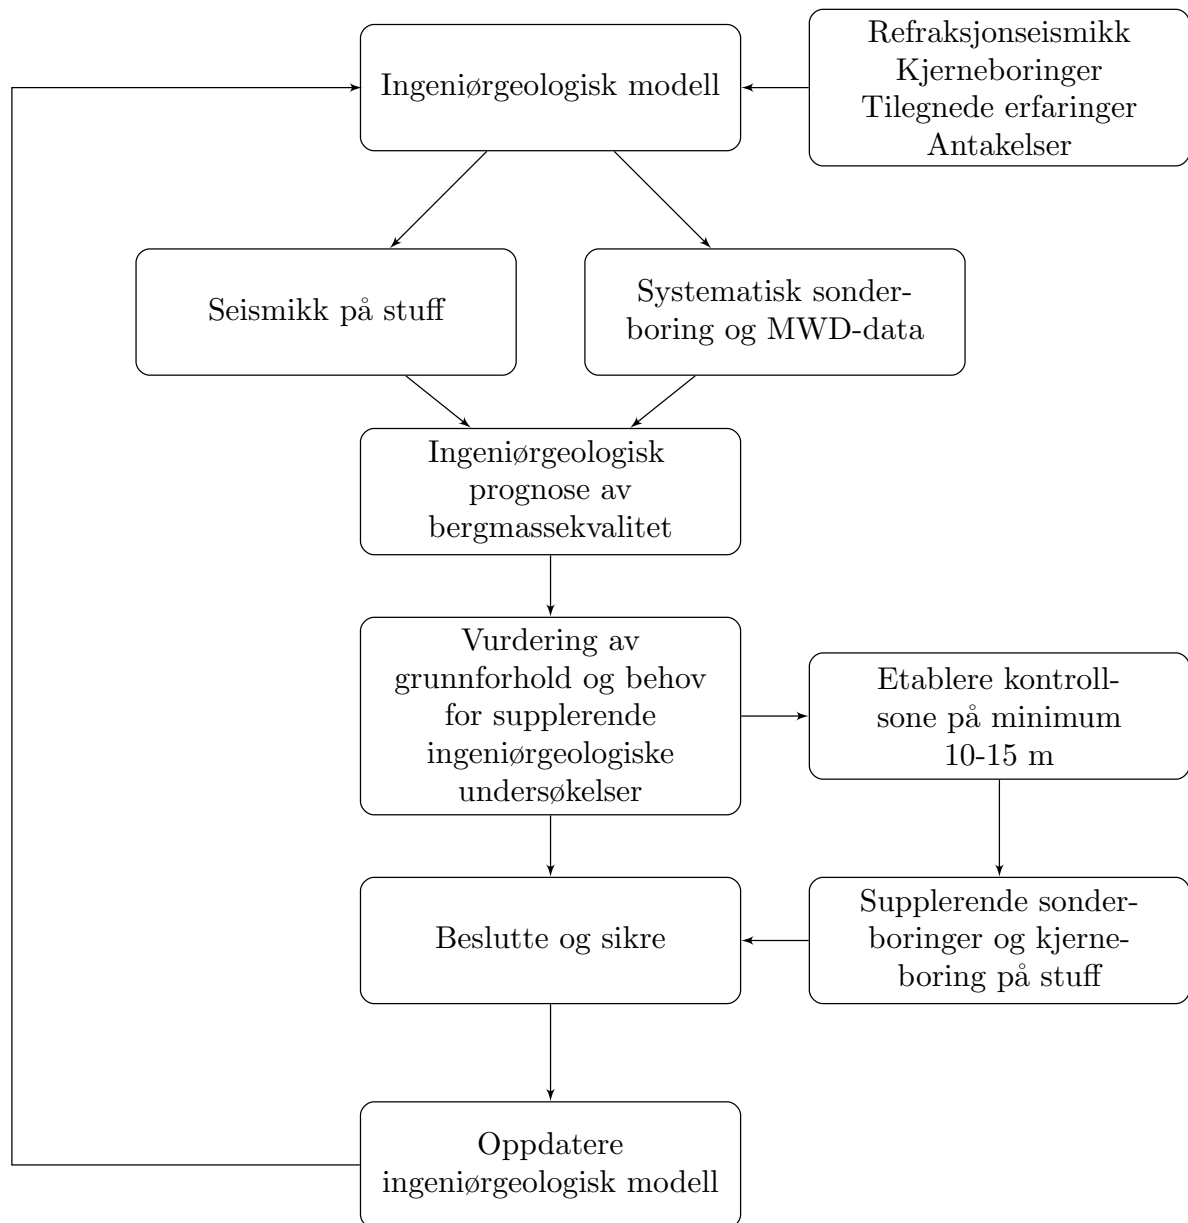 Ingeniørgeologisk modell
Refraksjonseismikk
Kjerneboringer
Tilegnede erfaringer
Antakelser
Seismikk på stuff
Systematisk sonder-
boring og MWD-data
Ingeniørgeologisk
prognose av
bergmassekvalitet
Vurdering av
grunnforhold og behov
for supplerende
ingeniørgeologiske
undersøkelser
Etablere kontroll-
sone på minimum
10-15 m
Beslutte og sikre
Supplerende sonder-
boringer og kjerne-
boring på stuff
Oppdatere
ingeniørgeologisk modell